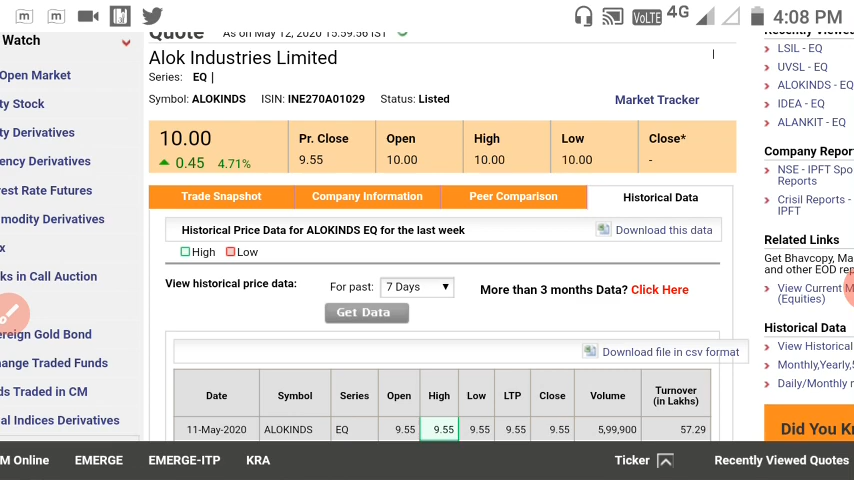 VoLTE 4G 4:08 PM
Watch
Open Market
ty Stock
ty Derivatives
ency Derivatives
rest Rate Futures
modity Derivatives
x
ks in Call Auction
ereign Gold Bond
hange Traded Funds
ds Traded in CM
al Indices Derivatives
Quote As on May 12, 2020 15:59:56 IST
Alok Industries Limited
Series: EQ |
Symbol: ALOKINDS ISIN: INE270A01029 Status: Listed
Market Tracker
10.00 Pr. Close Open High Low Close*
0.45 4.71% 9.55 10.00 10.00 10.00 -
Trade Snapshot Company Information Peer Comparison Historical Data
Historical Price Data for ALOKINDS EQ for the last week Download this data
High Low
View historical price data: For past: 7 Days More than 3 months Data? Click Here
Get Data
Download file in csv format
Date Symbol Series Open High Low LTP Close Volume Turnover
(in Lakhs)
11-May-2020 ALOKINDS EQ 9.55 9.55 9.55 9.55 9.55 5,99,900 57.29
LSIL - EQ
UVSL - EQ
ALOKINDS - EQ
IDEA - EQ
ALANKIT - EQ
Company Repor
NSE - IPFT Spo
Reports
Crisil Reports -
IPFT
Related Links
Get Bhavcopy, Ma
and other EOD rep
View Current M
(Equities)
Historical Data
View Historical
Monthly,Yearly,5
Daily/Monthly r
Did You Kn
M Online EMERGE EMERGE-ITP KRA Ticker Recently Viewed Quotes